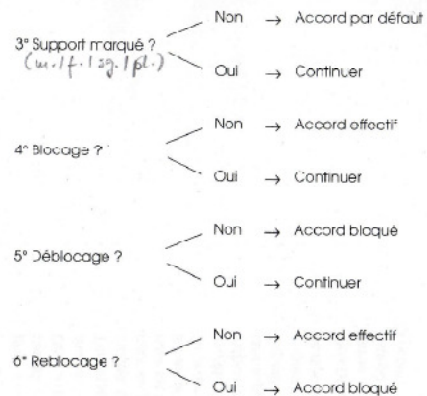 Non → Accord par défaut
3° Support marqué ?
(m. / f. / sg. / pl.)
Oui → Continuer
Non → Accord effectif
4° Blocage ?
Oui → Continuer
Non → Accord bloqué
5° Déblocage ?
Oui → Continuer
Non → Accord effectif
6° Reblocage ?
Oui → Accord bloqué